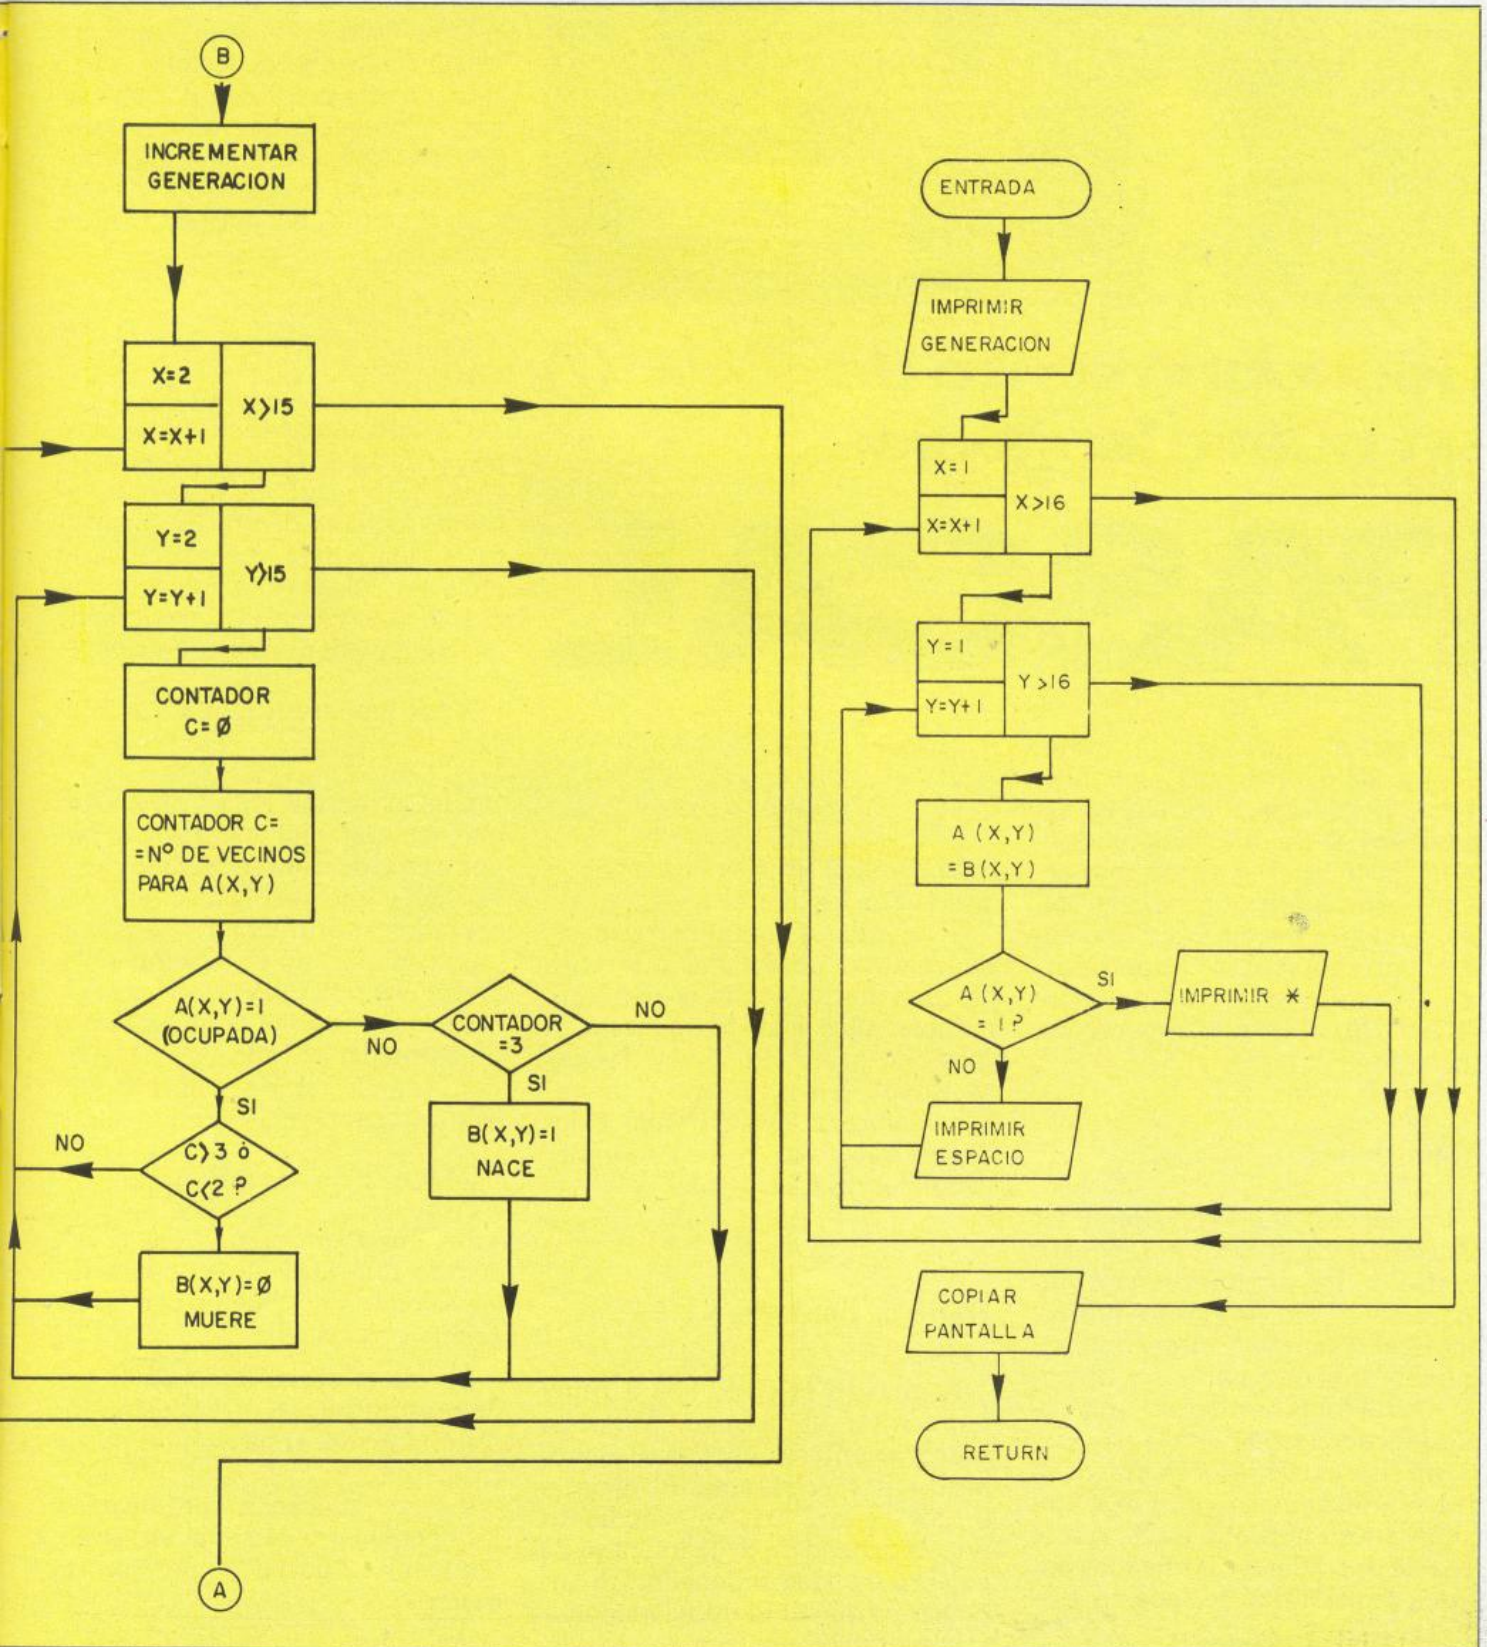 B
INCREMENTAR
GENERACION
X=2
X=X+1
X>15
Y=2
Y=Y+1
Y>15
CONTADOR
C=Ø
CONTADOR C=
=Nº DE VECINOS
PARA A(X,Y)
A(X,Y)=1
(OCUPADA)
NO
CONTADOR
=3
NO
SI
SI
B(X,Y)=1
NACE
NO
C>3 ò
C<2 ?
B(X,Y)=Ø
MUERE
A
ENTRADA
IMPRIMIR
GENERACION
X=1
X=X+1
X>16
Y=1
Y=Y+1
Y>16
A (X,Y)
=B(X,Y)
A (X,Y)
= 1 ?
SI
IMPRIMIR *
NO
IMPRIMIR
ESPACIO
COPIAR
PANTALLA
RETURN